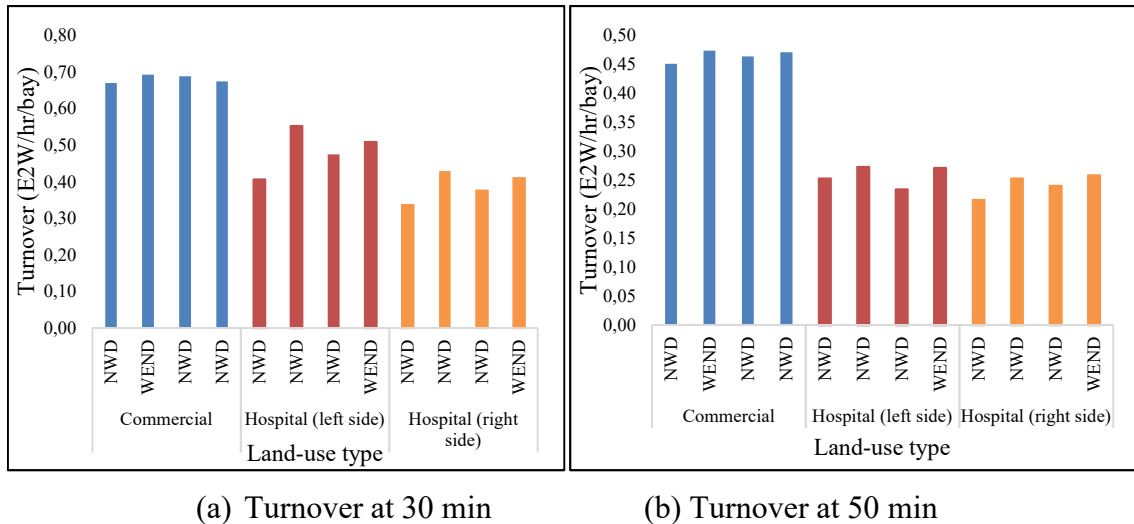 Turnover (E2W/hr/bay)
0,80
0,70
0,60
0,50
0,40
0,30
0,20
0,10
0,00
NWD
WEND
NWD
NWD
NWD
NWD
NWD
WEND
NWD
NWD
NWD
WEND
Commercial
Hospital (left side)
Hospital (right
side)
Land-use type
(a) Turnover at 30 min
Turnover (E2W/hr/bay)
0,50
0,45
0,40
0,35
0,30
0,25
0,20
0,15
0,10
0,05
0,00
NWD
WEND
NWD
NWD
NWD
NWD
NWD
WEND
NWD
NWD
NWD
WEND
Commercial
Hospital (left side)
Hospital (right side)
Land-use type
(b) Turnover at 50 min